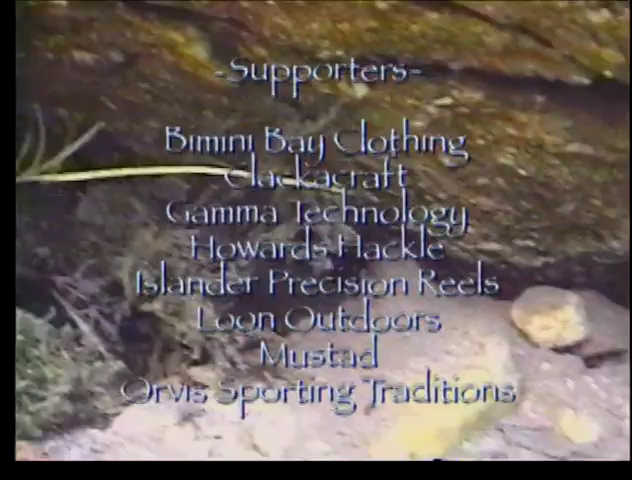 -Supporters-
Bimini Bay Clothing
Clackacraft
Gamma Technology
Howards Hackle
Islander Precision Reels
Loon Outdoors
Mustad
Orvis Sporting Traditions